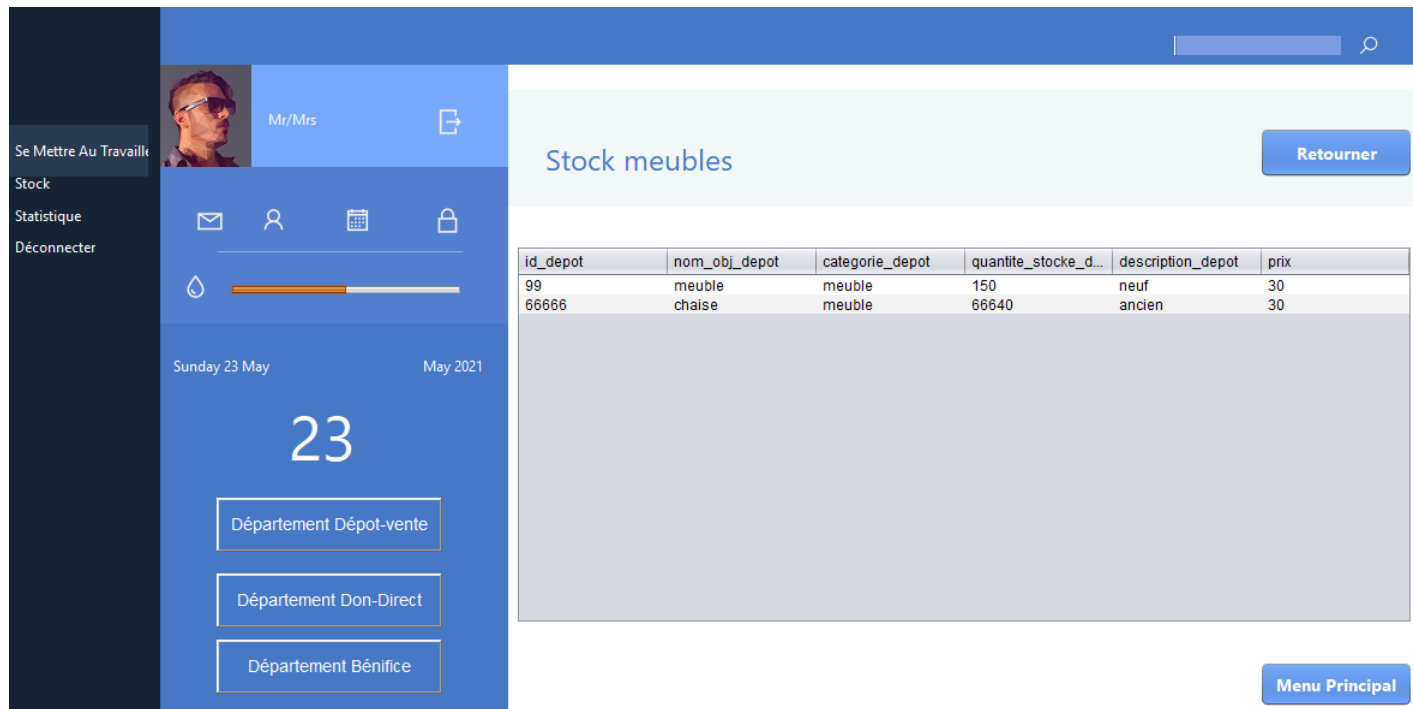 Se Mettre Au Travaille
Stock
Statistique
Déconnecter
Mr/Mrs
Sunday 23 May May 2021
23
Département Dépot-vente
Département Don-Direct
Département Bénifice
Stock meubles
Retourner
id_depot nom_obj_depot categorie_depot quantite_stocke_d... description_depot prix
99 meuble meuble 150 neuf 30
66666 chaise meuble 66640 ancien 30
Menu Principal